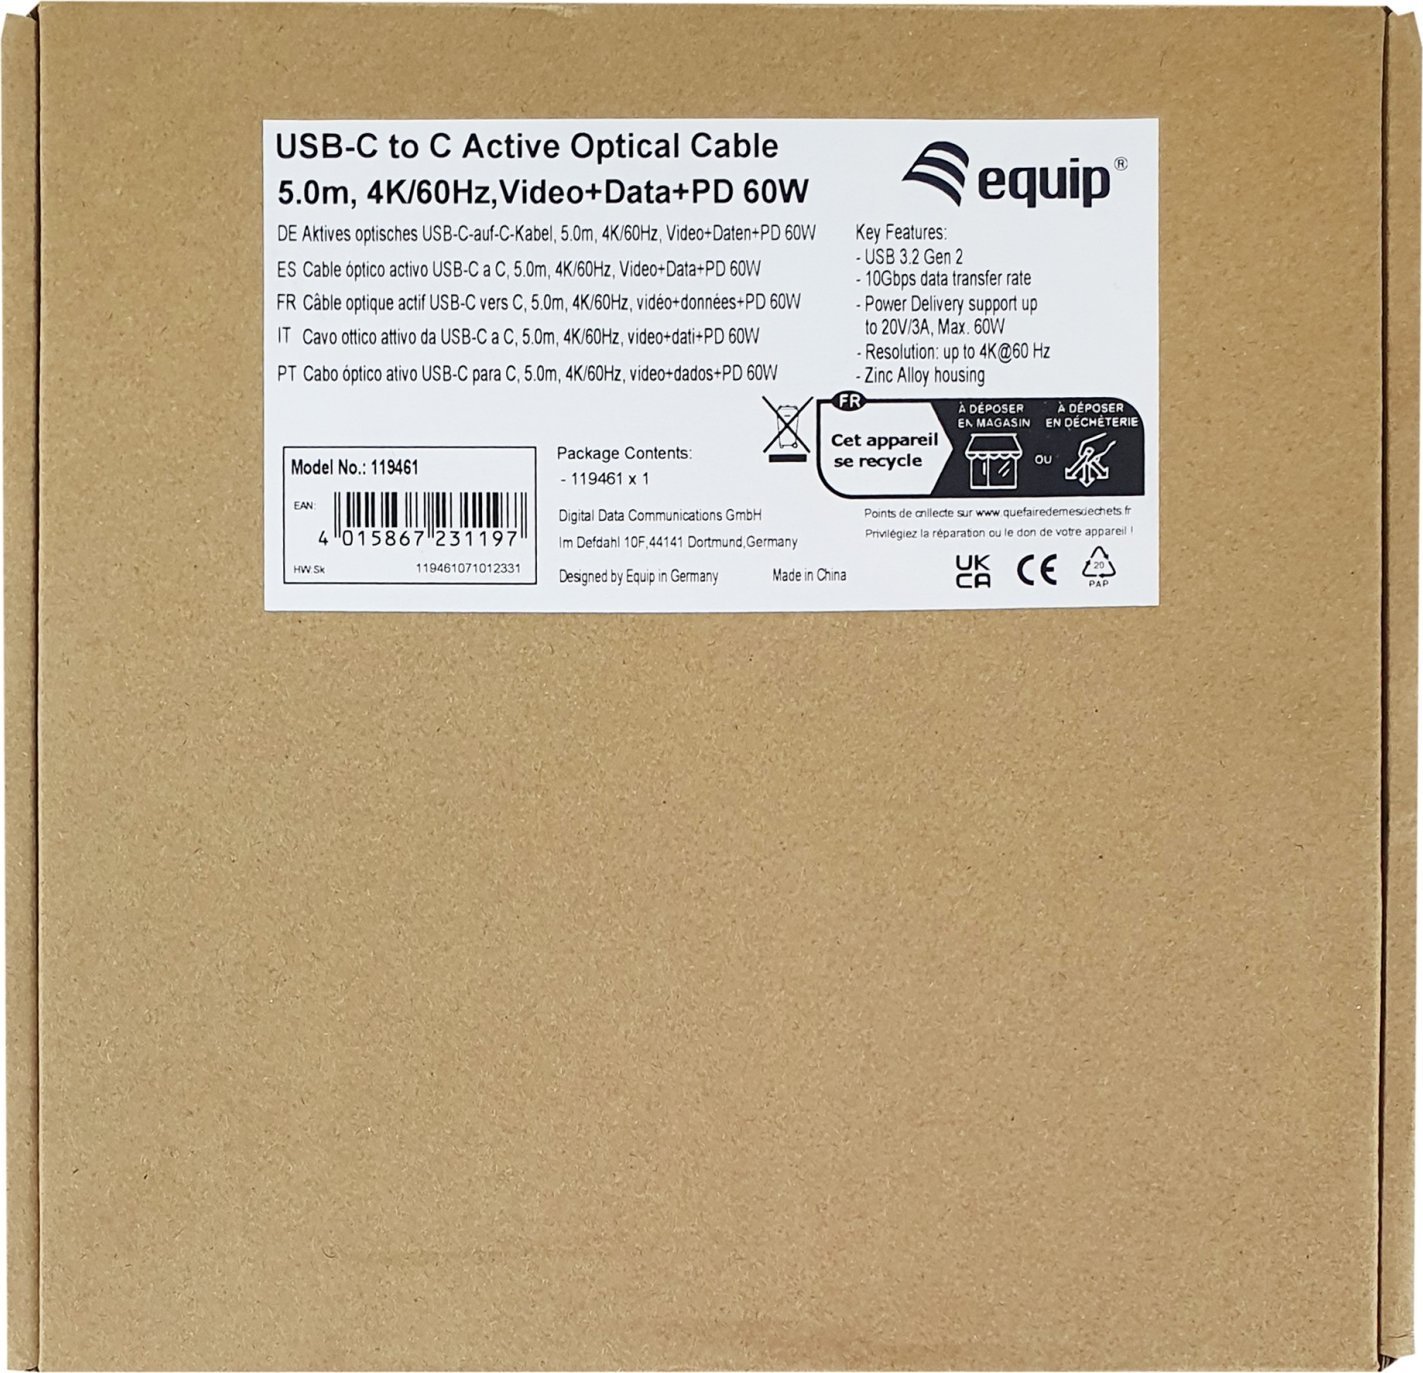 USB-C to C Active Optical Cable
5.0m, 4K/60Hz,Video+Data+PD 60W
equip®
DE Aktives optisches USB-C-auf-C-Kabel, 5.0m, 4K/60Hz, Video+Daten+PD 60W
ES Cable óptico activo USB-C a C, 5.0m, 4K/60Hz, Video+Data+PD 60W
FR Câble optique actif USB-C vers C, 5.0m, 4K/60Hz, vidéo+données+PD 60W
IT Cavo ottico attivo da USB-C a C, 5.0m, 4K/60Hz, video+dati+PD 60W
PT Cabo óptico ativo USB-C para C, 5.0m, 4K/60Hz, vídeo+dados+PD 60W
Key Features:
- USB 3.2 Gen 2
- 10Gbps data transfer rate
- Power Delivery support up
to 20V/3A, Max. 60W
- Resolution: up to 4K@60 Hz
- Zinc Alloy housing
FR
Cet appareil
se recycle
À DÉPOSER
EN MAGASIN
OU
À DÉPOSER
EN DÉCHÈTERIE
Points de cnllecte sur www.quefairedemesdechets.fr
Privilégiez la réparation ou le don de votre appareil !
Model No.: 119461
EAN:
4 015867 231197
HW:Sk
119461071012331
Package Contents:
- 119461 x 1
Digital Data Communications GmbH
Im Defdahl 10F,44141 Dortmund,Germany
Designed by Equip in Germany
Made in China
UK
CA
CE
20
PAP